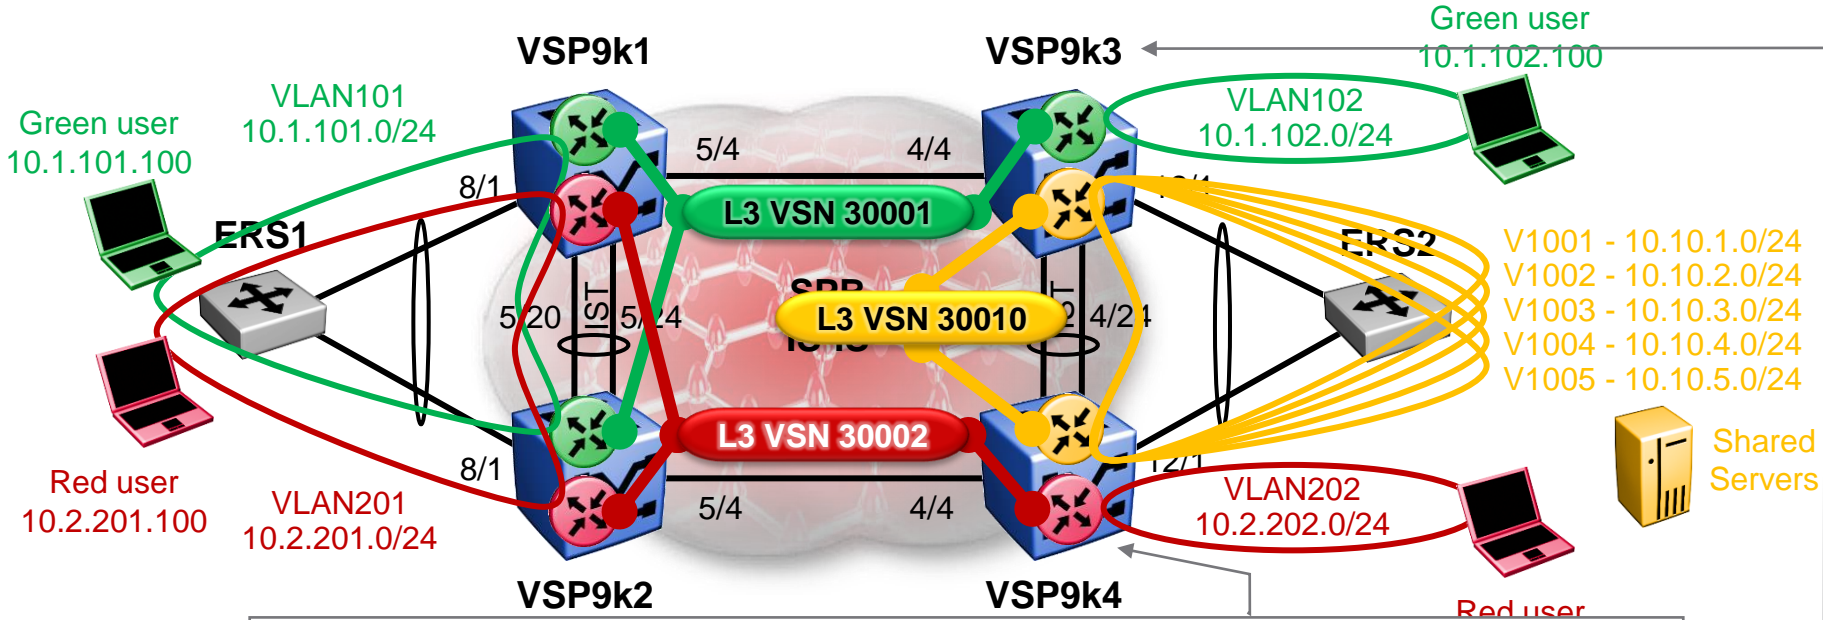 VSP9k1
VSP9k3
Green user
10.1.102.100
VLAN101
10.1.101.0/24
Green user
10.1.101.100
VLAN102
10.1.102.0/24
5/4
4/4
8/1
L3 VSN 30001
ERS1
ERS2
V1001 - 10.10.1.0/24
V1002 - 10.10.2.0/24
V1003 - 10.10.3.0/24
V1004 - 10.10.4.0/24
V1005 - 10.10.5.0/24
5/20
IST
5/24
L3 VSN 30010
4/24
L3 VSN 30002
Shared
Servers
8/1
12/1
Red user
10.2.201.100
VLAN201
10.2.201.0/24
5/4
4/4
VLAN202
10.2.202.0/24
VSP9k2
VSP9k4
Red user